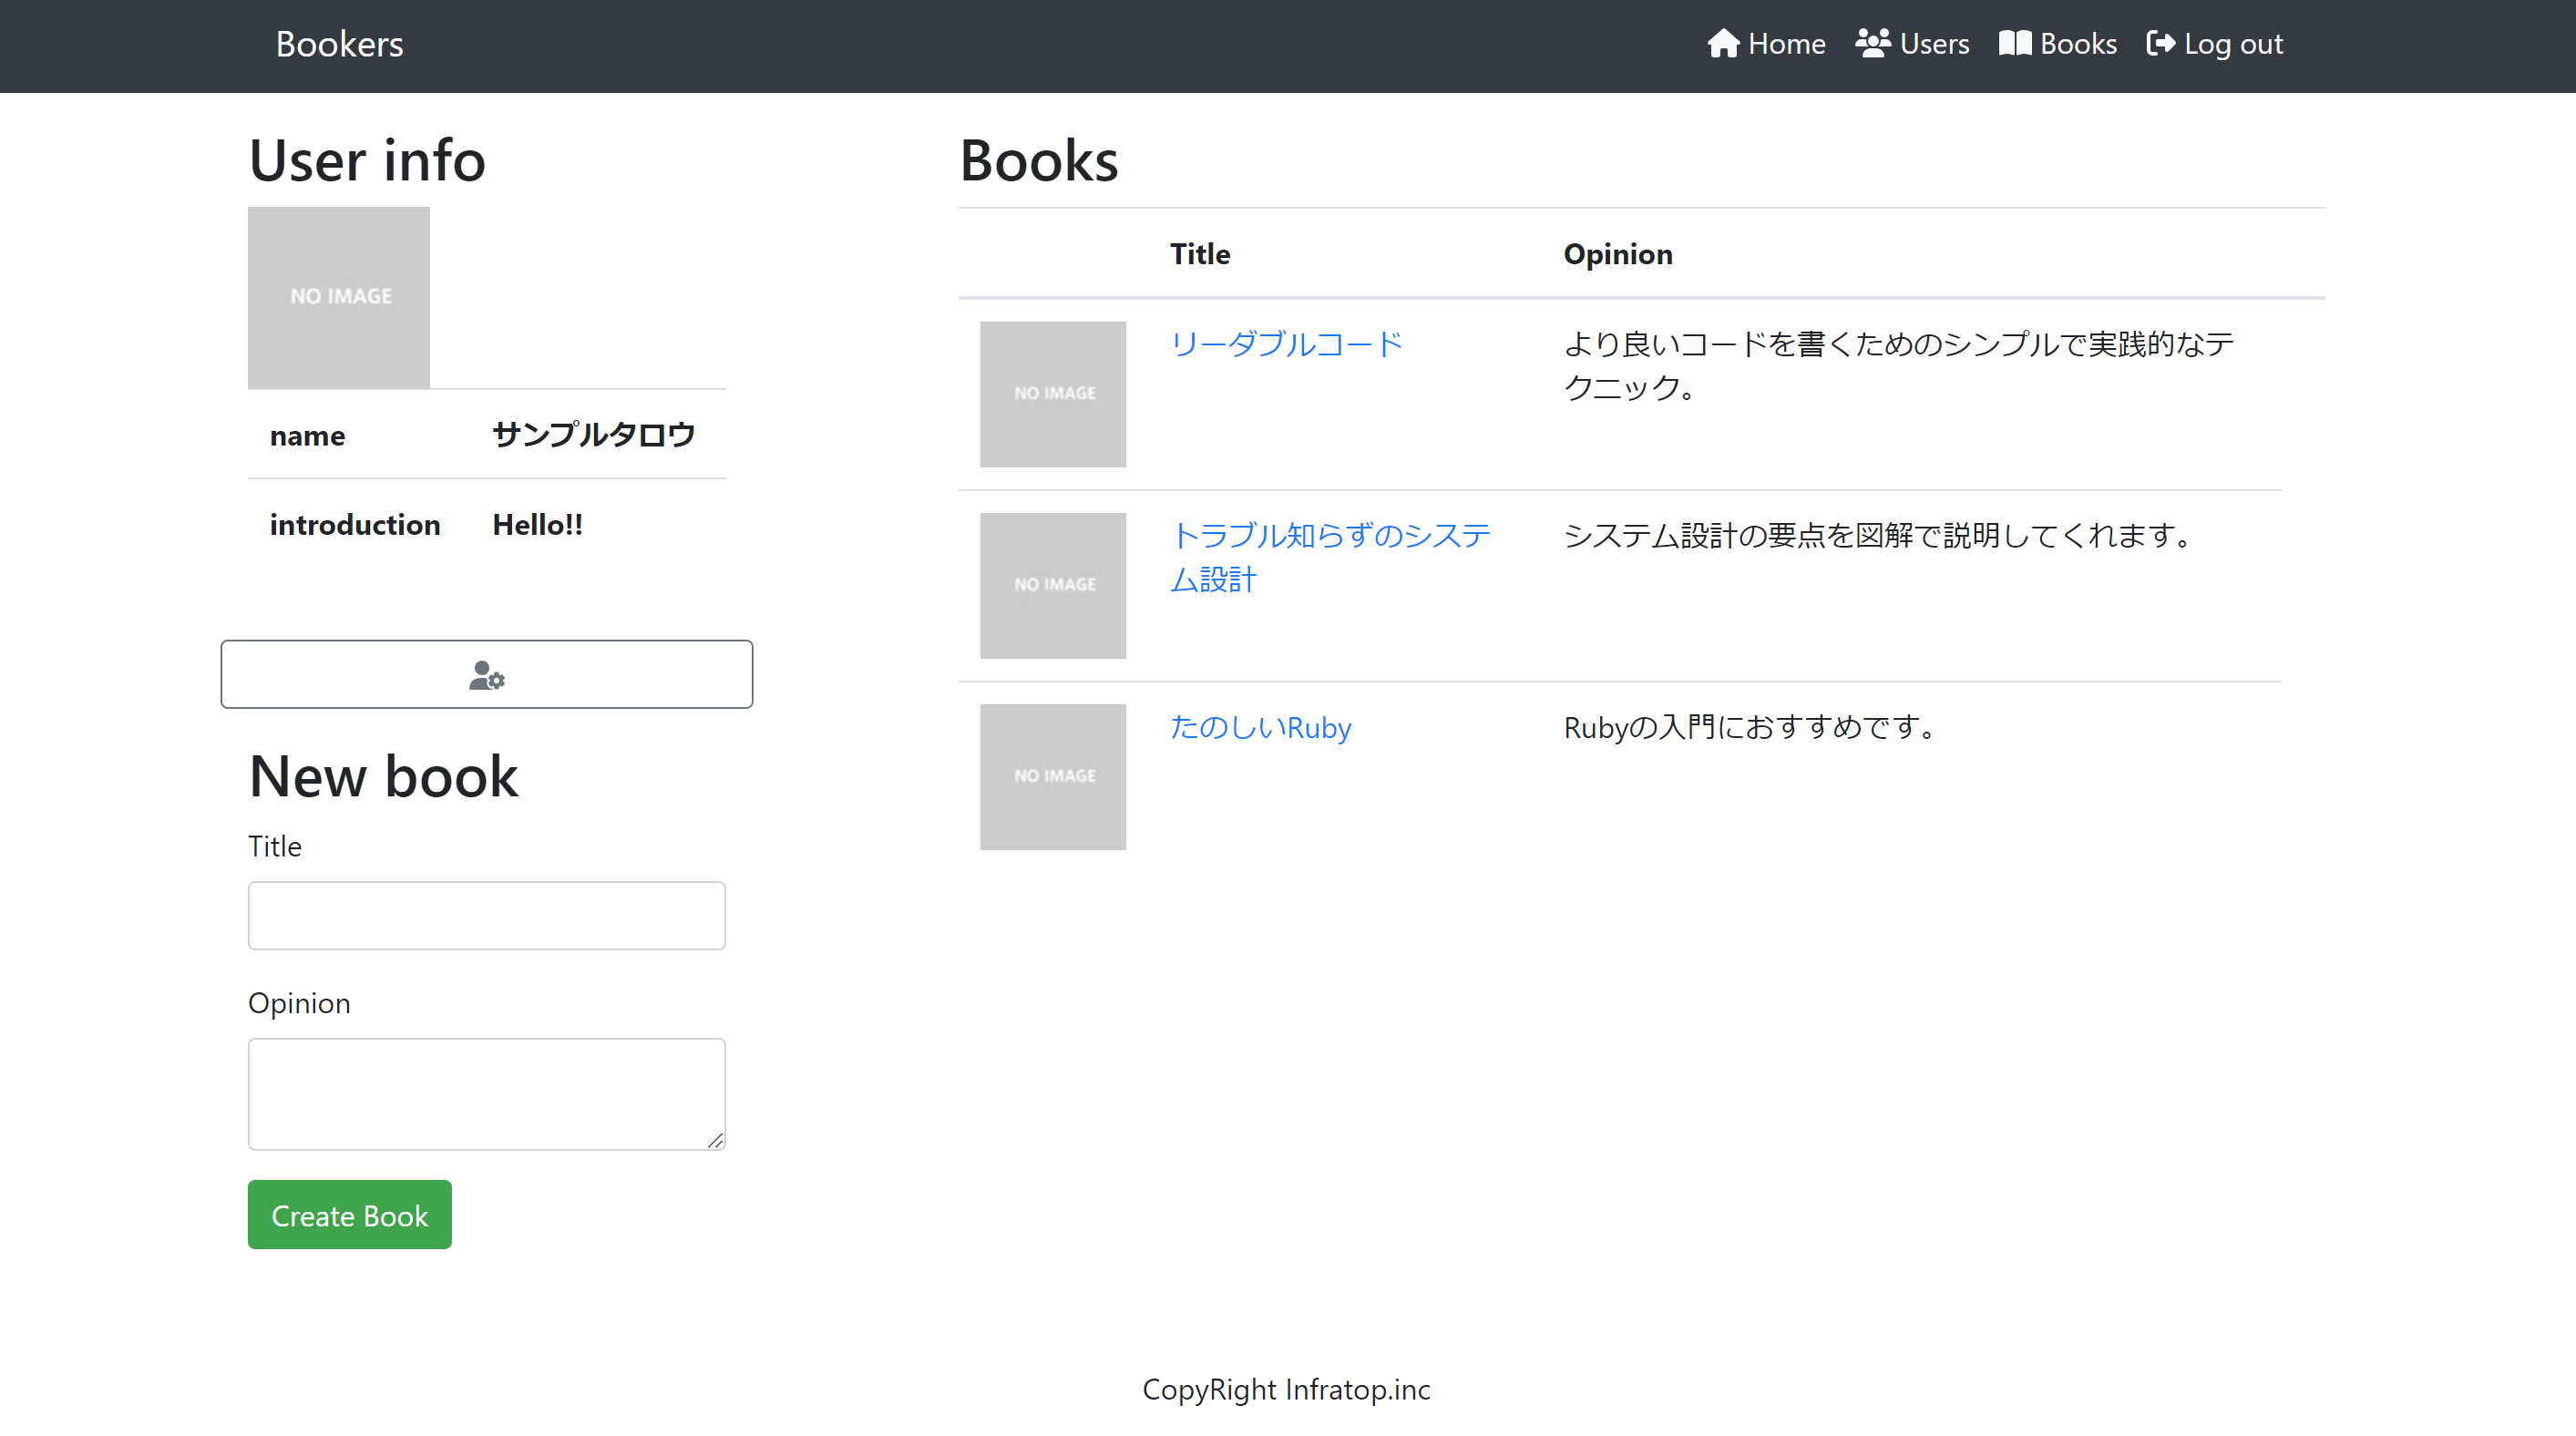 Bookers
Home Users Books Log out
User info
NO IMAGE
name サンプルタロウ
introduction Hello!!
New book
Title
Opinion
Create Book
Books
Title Opinion
NO IMAGE
リーダブルコード
より良いコードを書くためのシンプルで実践的なテ
クニック。
NO IMAGE
トラブル知らずのシステ
ム設計
システム設計の要点を図解で説明してくれます。
NO IMAGE
たのしいRuby
Rubyの入門におすすめです。
CopyRight Infratop.inc